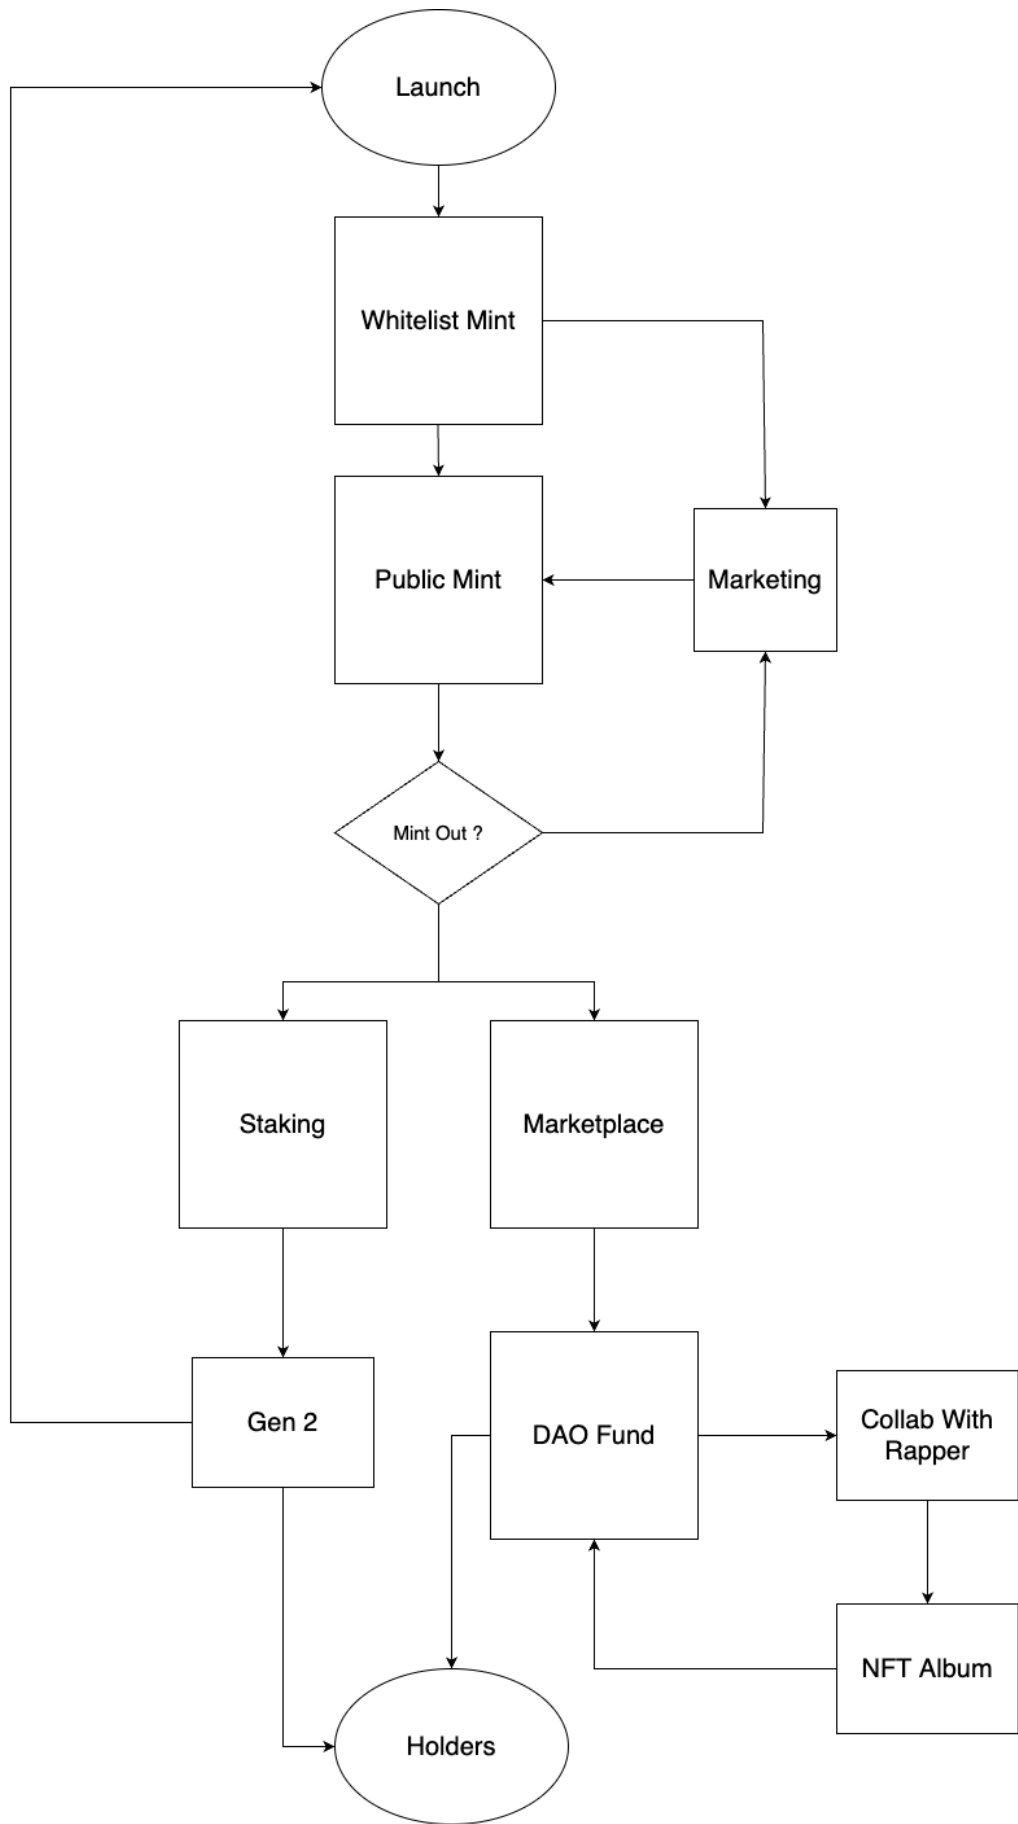 Launch
Whitelist Mint
Public Mint
Marketing
Mint Out ?
Staking
Marketplace
Gen 2
DAO Fund
Collab With
Rapper
NFT Album
Holders